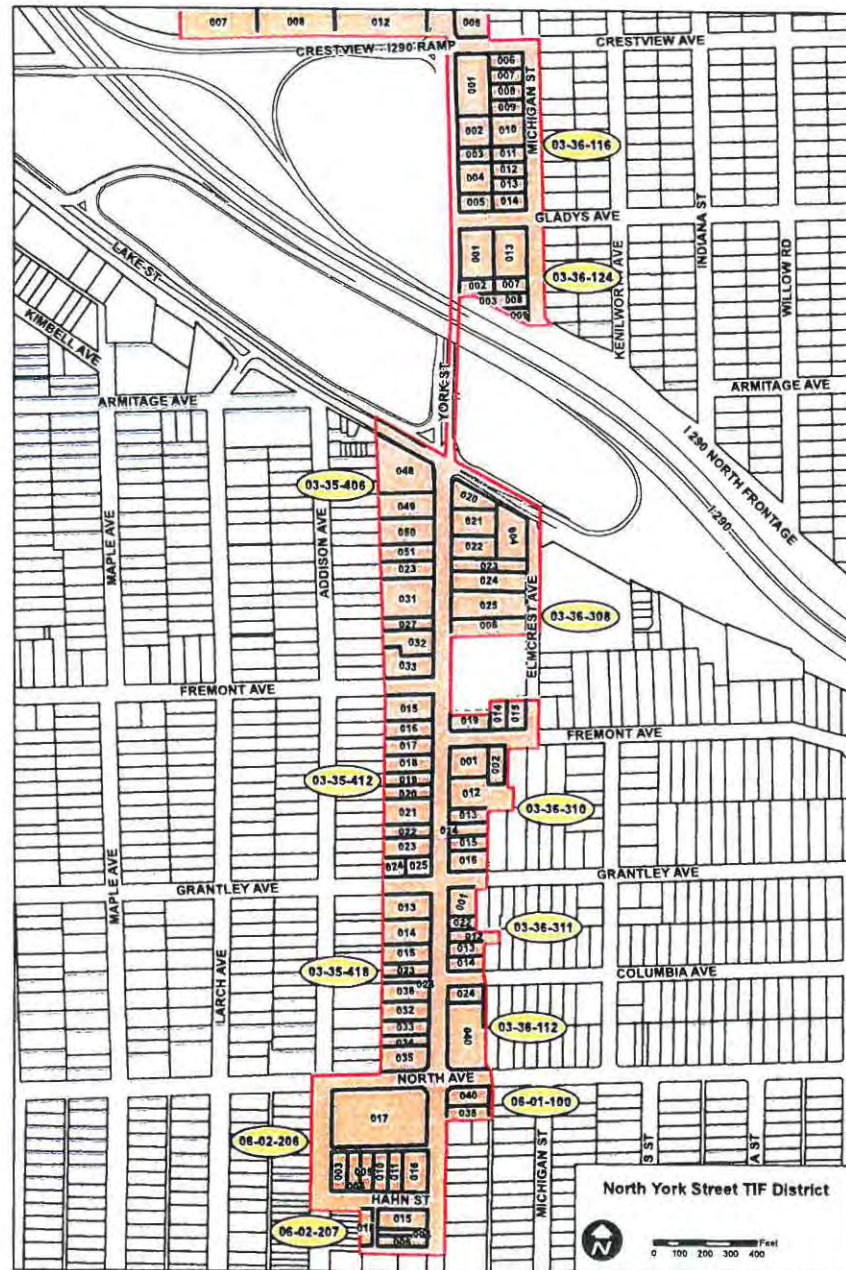 007 008 012 006
CRESTVIEW - I290 RAMP
CRESTVIEW AVE
001 006
007
008
009
002 010
003 011
004 012
013
005 014
MICHIGAN ST
03-36-116
GLADYS AVE
001 013
002 007
003 008
03-36-124
KENILWORTH AVE
INDIANA ST
WILLOW RD
LAKE ST
KIMBELL AVE
ARMITAGE AVE
YORK ST
ARMITAGE AVE
I 290 NORTH FRONTAGE
I-290
03-35-406
048
049
050
051
023
031
027
032
033
020
021
004
022
023
024
025
006
ELMCREST AVE
03-36-308
MAPLE AVE
ADDISON AVE
FREMONT AVE
019 014 015
FREMONT AVE
03-35-412
015
016
017
018
019
020
021
022
023
024 025
001 002
012
013
014
015
016
03-36-310
MAPLE AVE
GRANTLEY AVE
GRANTLEY AVE
03-35-418
013
014
015
023
024
036
032
033
034
035
001
022
012
013
014
03-36-311
LARCH AVE
COLUMBIA AVE
024
040
03-36-112
NORTH AVE
040
038
06-01-100
06-02-206
017
003 010 011 016
HAHN ST
06-02-207
015
MICHIGAN ST
North York Street TIF District
N
Feet
0 100 200 300 400